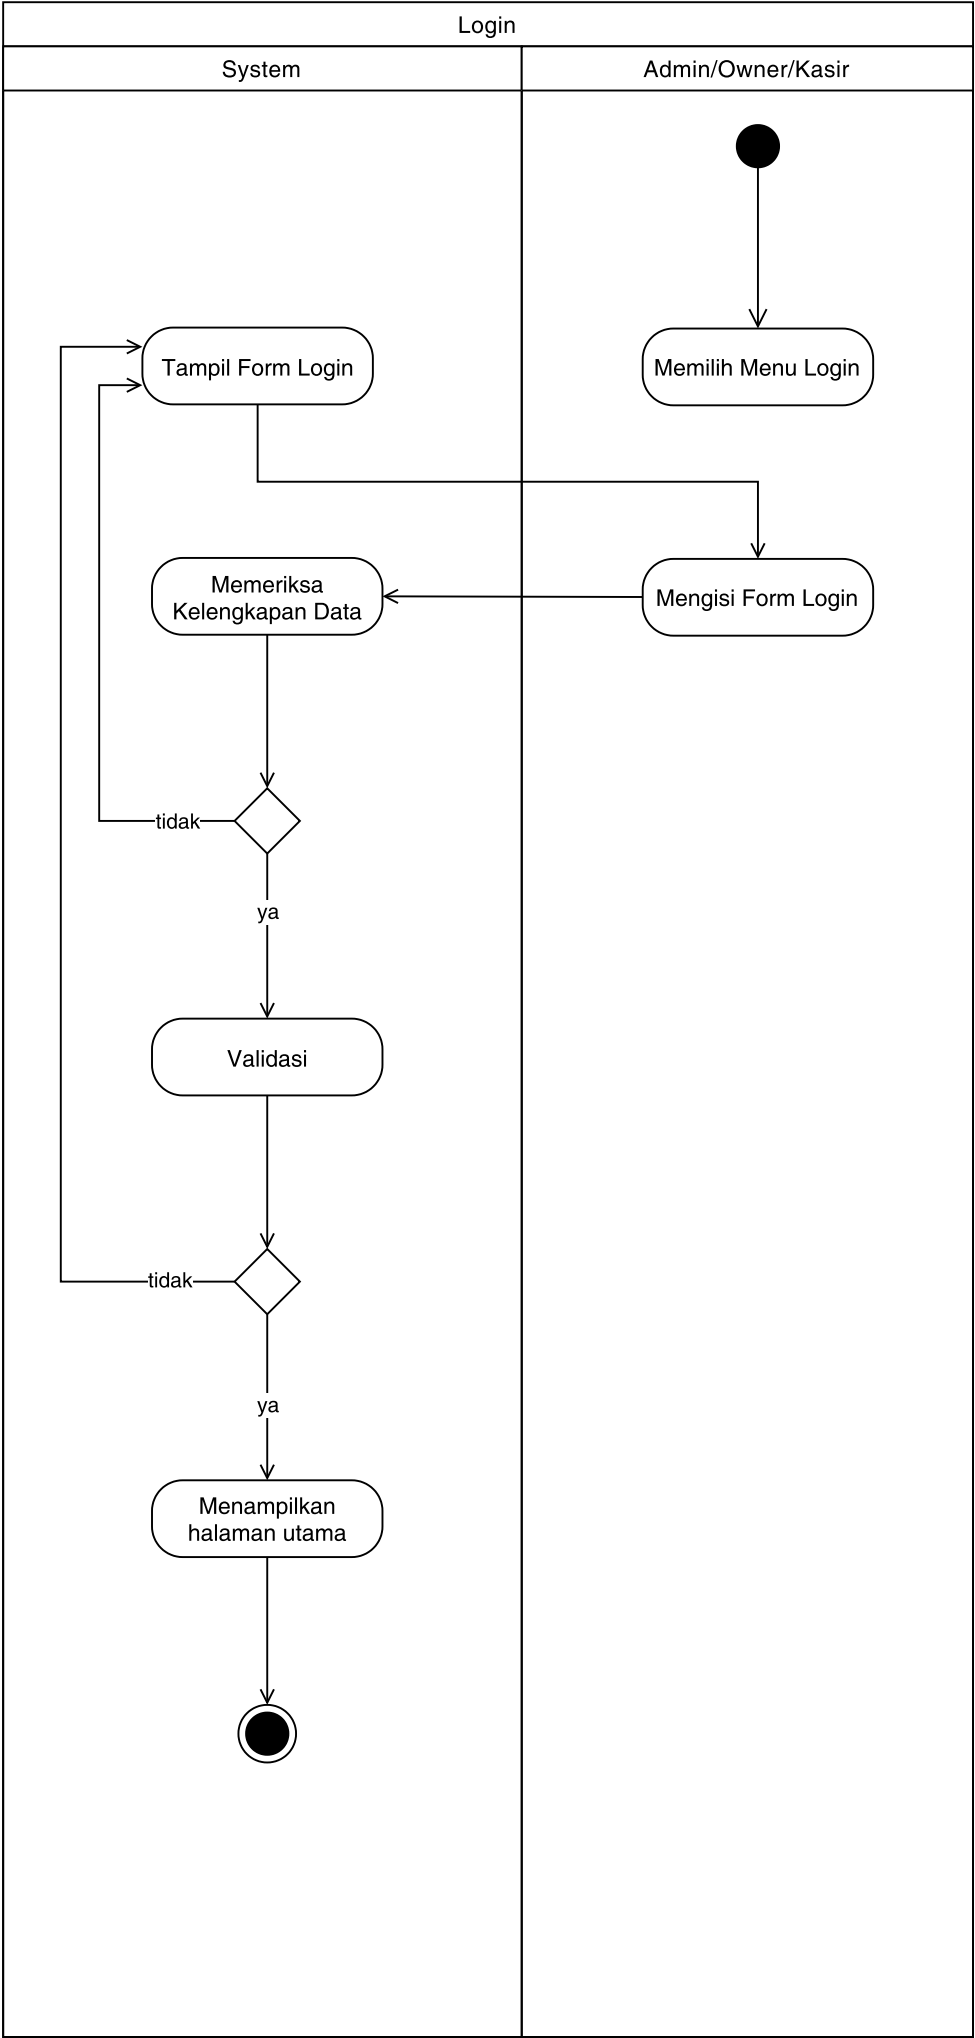 Login
System
Admin/Owner/Kasir
Tampil Form Login
Memilih Menu Login
Memeriksa
Kelengkapan Data
Mengisi Form Login
tidak
ya
Validasi
tidak
ya
Menampilkan
halaman utama